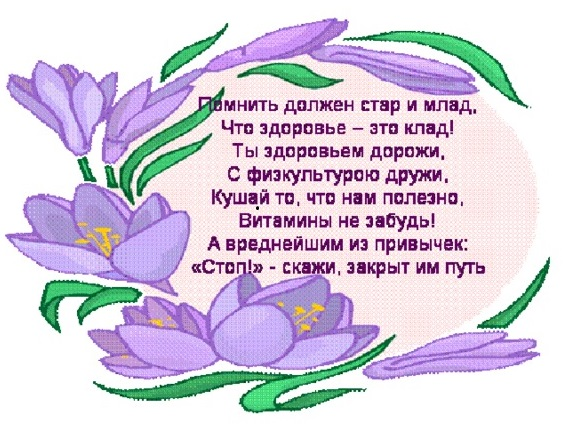 Помнить должен стар и млад,
Что здоровье – это клад!
Ты здоровьем дорожи,
С физкультурою дружи,
Кушай то, что нам полезно,
Витамины не забудь!
А вреднейшим из привычек:
«Стоп!» - скажи, закрыт им путь